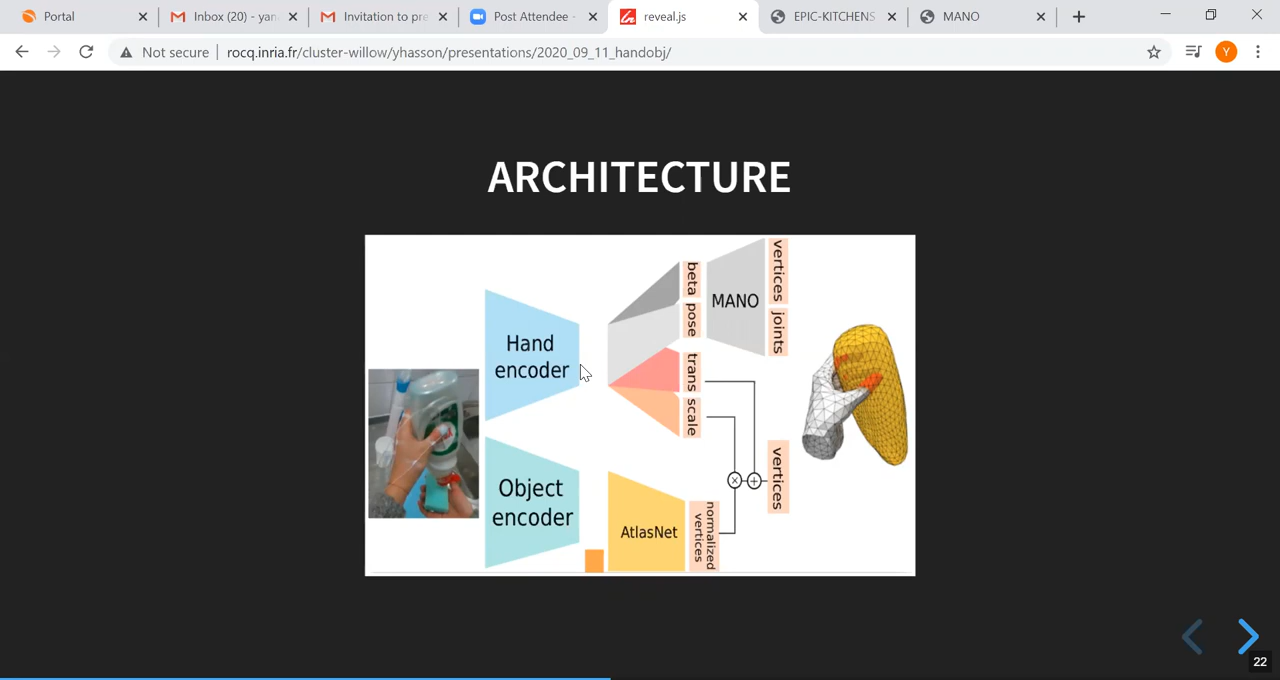 Portal
Inbox (20) - yan
Invitation to pre
Post Attendee -
reveal.js
EPIC-KITCHENS
MANO
Not secure
rocq.inria.fr/cluster-willow/yhasson/presentations/2020_09_11_handobj/
Y
ARCHITECTURE
Hand
encoder
Object
encoder
beta
pose
trans
scale
MANO
vertices
joints
AtlasNet
normalized
vertices
vertices
22